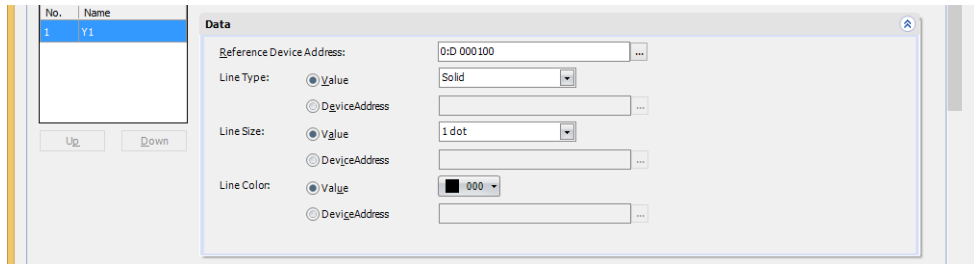 No. Name
1 Y1
Up Down
Data
Reference Device Address: 0:D 000100 ...
Line Type: Value Solid
DeviceAddress ...
Line Size: Value 1 dot
DeviceAddress ...
Line Color: Value 000
DeviceAddress ...